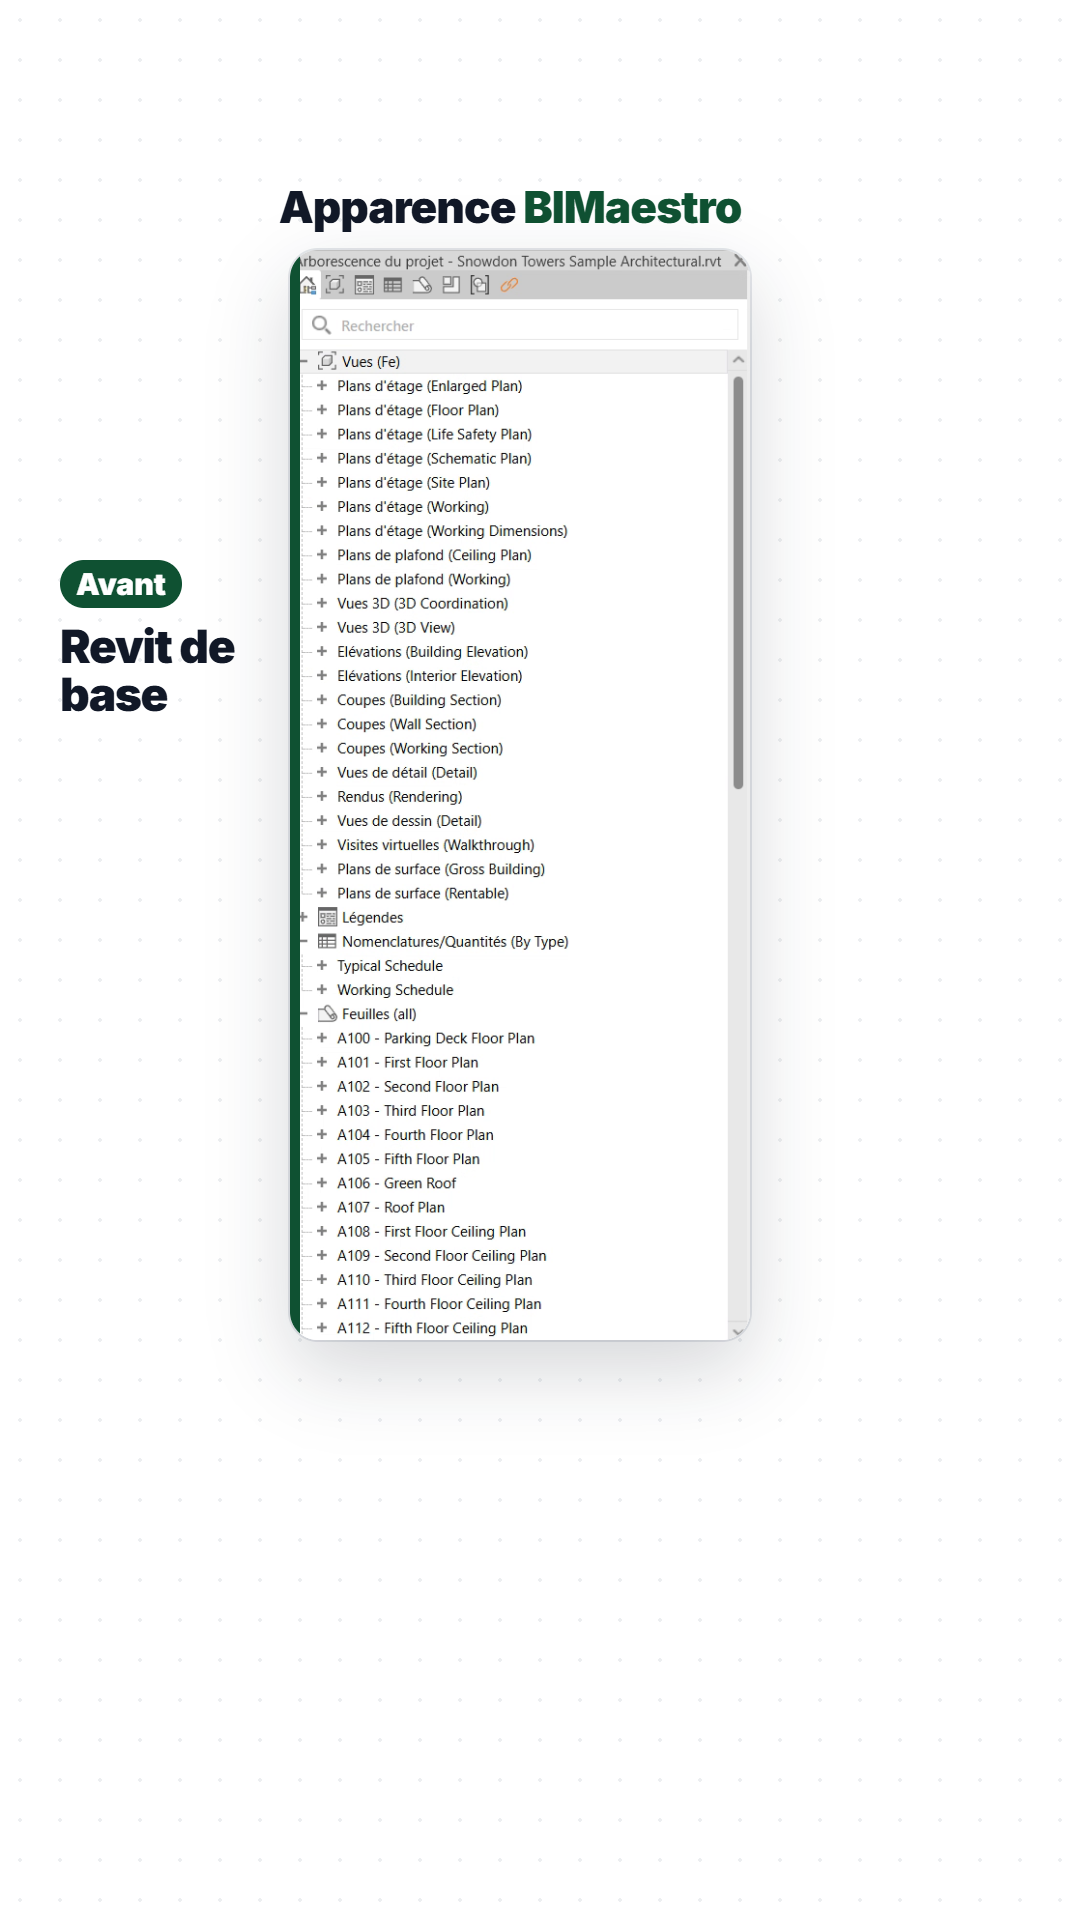 Apparence BIMaestro
Arborescence du projet - Snowdon Towers Sample Architectural.rvt
Rechercher
Vues (Fe)
Plans d'étage (Enlarged Plan)
Plans d'étage (Floor Plan)
Plans d'étage (Life Safety Plan)
Plans d'étage (Schematic Plan)
Plans d'étage (Site Plan)
Plans d'étage (Working)
Plans d'étage (Working Dimensions)
Plans de plafond (Ceiling Plan)
Plans de plafond (Working)
Vues 3D (3D Coordination)
Vues 3D (3D View)
Elévations (Building Elevation)
Elévations (Interior Elevation)
Coupes (Building Section)
Coupes (Wall Section)
Coupes (Working Section)
Vues de détail (Detail)
Rendus (Rendering)
Vues de dessin (Detail)
Visites virtuelles (Walkthrough)
Plans de surface (Gross Building)
Plans de surface (Rentable)
Légendes
Nomenclatures/Quantités (By Type)
Typical Schedule
Working Schedule
Feuilles (all)
A100 - Parking Deck Floor Plan
A101 - First Floor Plan
A102 - Second Floor Plan
A103 - Third Floor Plan
A104 - Fourth Floor Plan
A105 - Fifth Floor Plan
A106 - Green Roof
A107 - Roof Plan
A108 - First Floor Ceiling Plan
A109 - Second Floor Ceiling Plan
A110 - Third Floor Ceiling Plan
A111 - Fourth Floor Ceiling Plan
A112 - Fifth Floor Ceiling Plan
Avant
Revit de
base